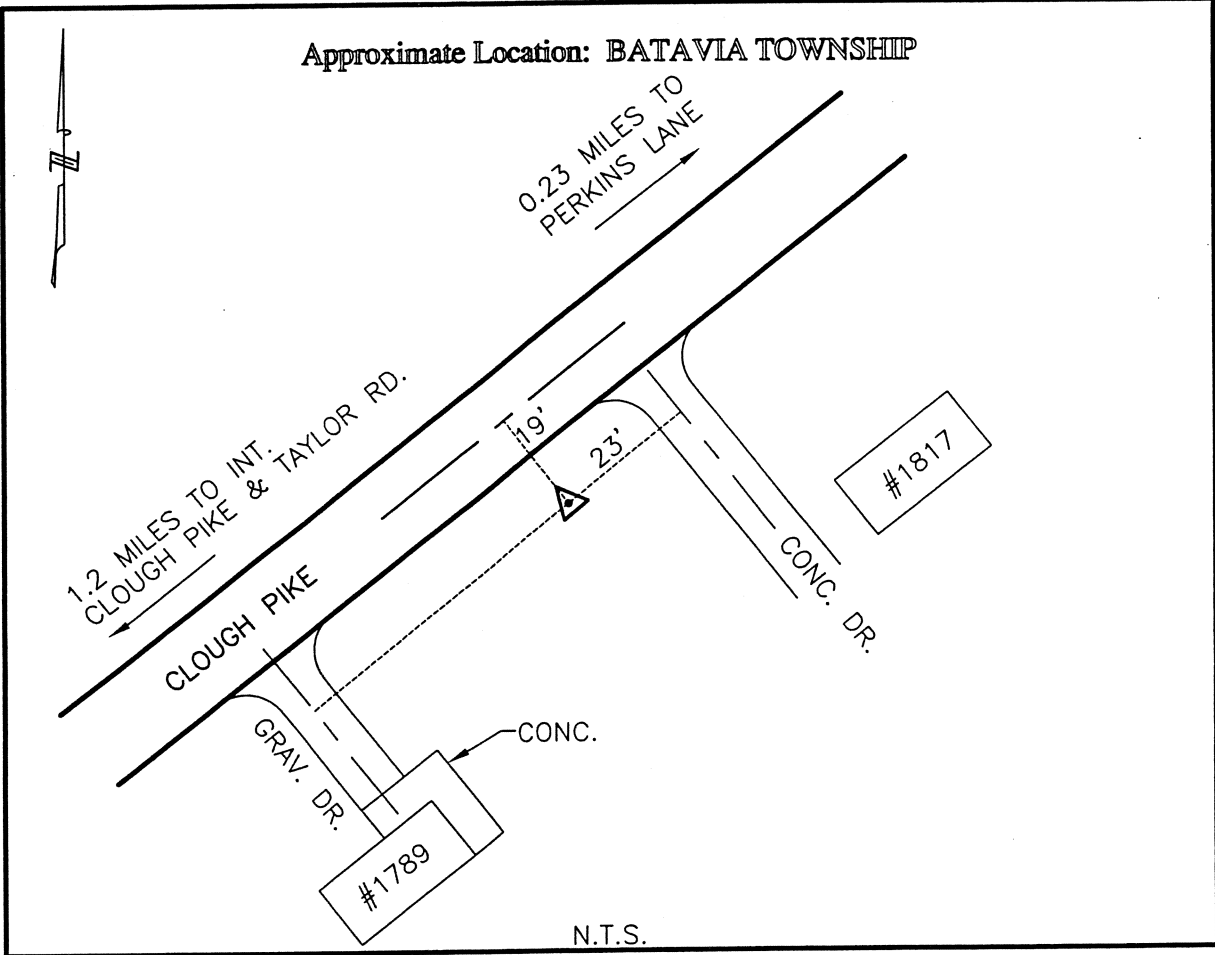 Approximate Location: BATAVIA TOWNSHIP
N
0.23 MILES TO
PERKINS LANE
1.2 MILES TO INT.
CLOUGH PIKE & TAYLOR RD.
19'
23'
#1817
CLOUGH PIKE
CONC. DR.
GRAV. DR.
CONC.
#1789
N.T.S.